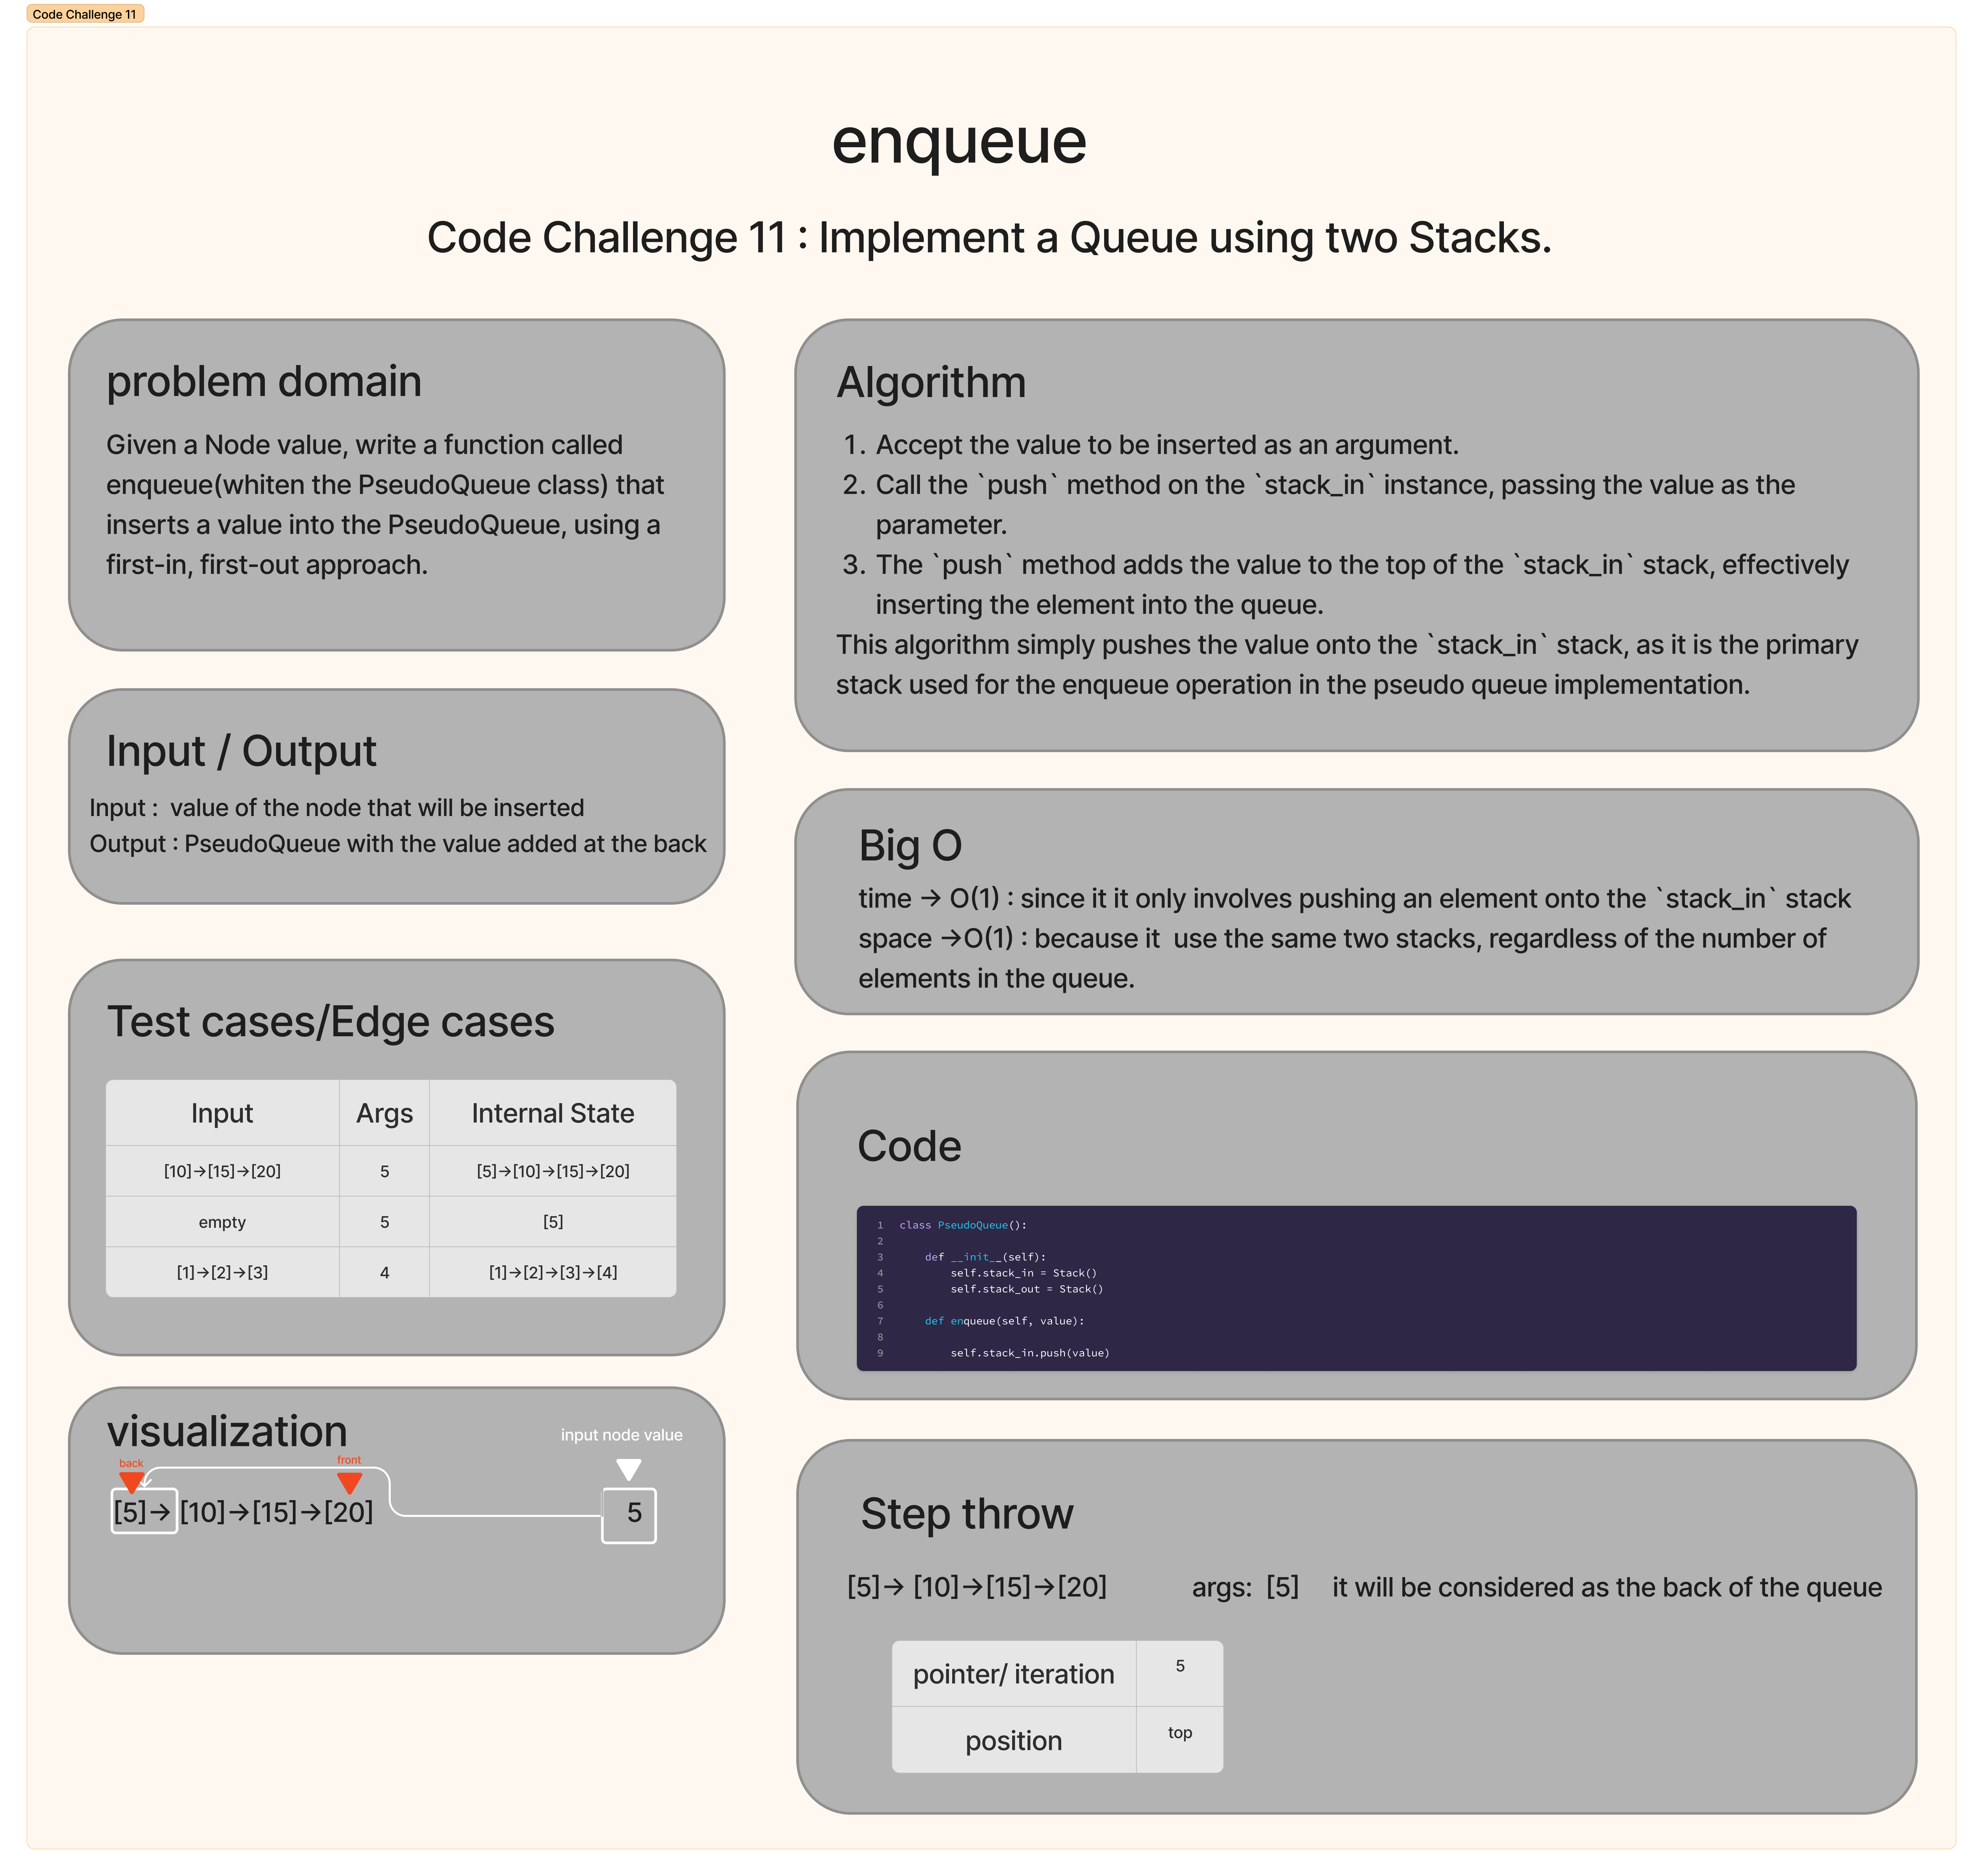 Code Challenge 11
enqueue
Code Challenge 11 : Implement a Queue using two Stacks.
problem domain
Given a Node value, write a function called
enqueue(whiten the PseudoQueue class) that
inserts a value into the PseudoQueue, using a
first-in, first-out approach.
Input / Output
Input :  value of the node that will be inserted
Output : PseudoQueue with the value added at the back
Test cases/Edge cases
Input Args Internal State
[10]→[15]→[20] 5 [5]→[10]→[15]→[20]
empty 5 [5]
[1]→[2]→[3] 4 [1]→[2]→[3]→[4]
visualization
input node value
back front
[5]→ [10]→[15]→[20] 5
Algorithm
1. Accept the value to be inserted as an argument.
2. Call the `push` method on the `stack_in` instance, passing the value as the
parameter.
3. The `push` method adds the value to the top of the `stack_in` stack, effectively
inserting the element into the queue.
This algorithm simply pushes the value onto the `stack_in` stack, as it is the primary
stack used for the enqueue operation in the pseudo queue implementation.
Big O
time → O(1) : since it it only involves pushing an element onto the `stack_in` stack
space →O(1) : because it  use the same two stacks, regardless of the number of
elements in the queue.
Code
1 class PseudoQueue():
2
3     def __init__(self):
4         self.stack_in = Stack()
5         self.stack_out = Stack()
6
7     def enqueue(self, value):
8
9         self.stack_in.push(value)
Step throw
[5]→ [10]→[15]→[20] args:  [5] it will be considered as the back of the queue
pointer/ iteration 5
position top